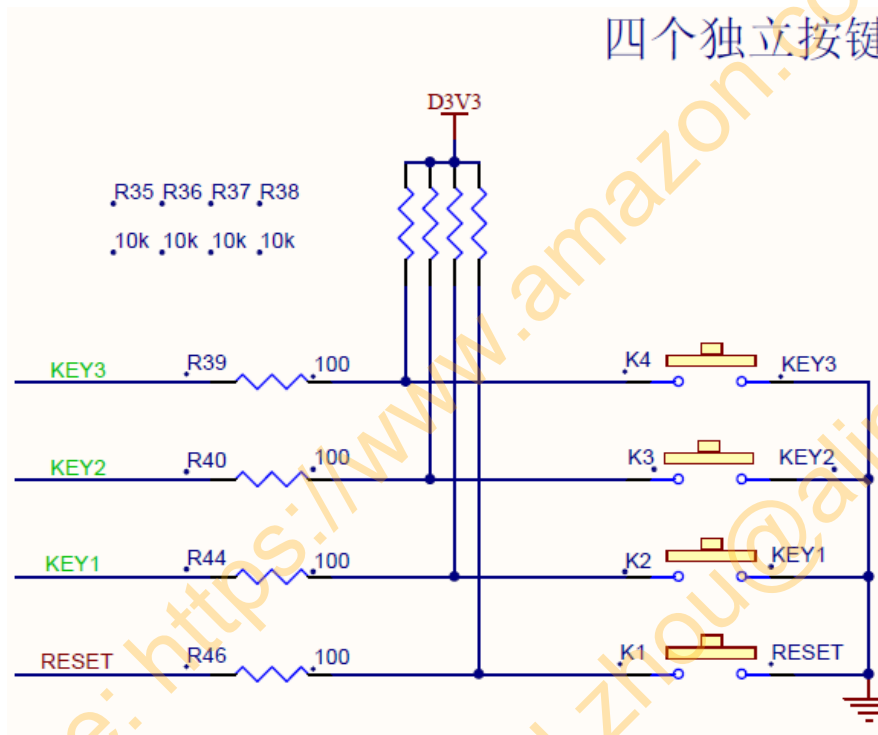 四个独立按键
D3V3
R35 R36 R37 R38
10k 10k 10k 10k
KEY3 R39 100 K4 KEY3
KEY2 R40 100 K3 KEY2
KEY1 R44 100 K2 KEY1
RESET R46 100 K1 RESET
e: https://www.amazon.co
zhou@alin